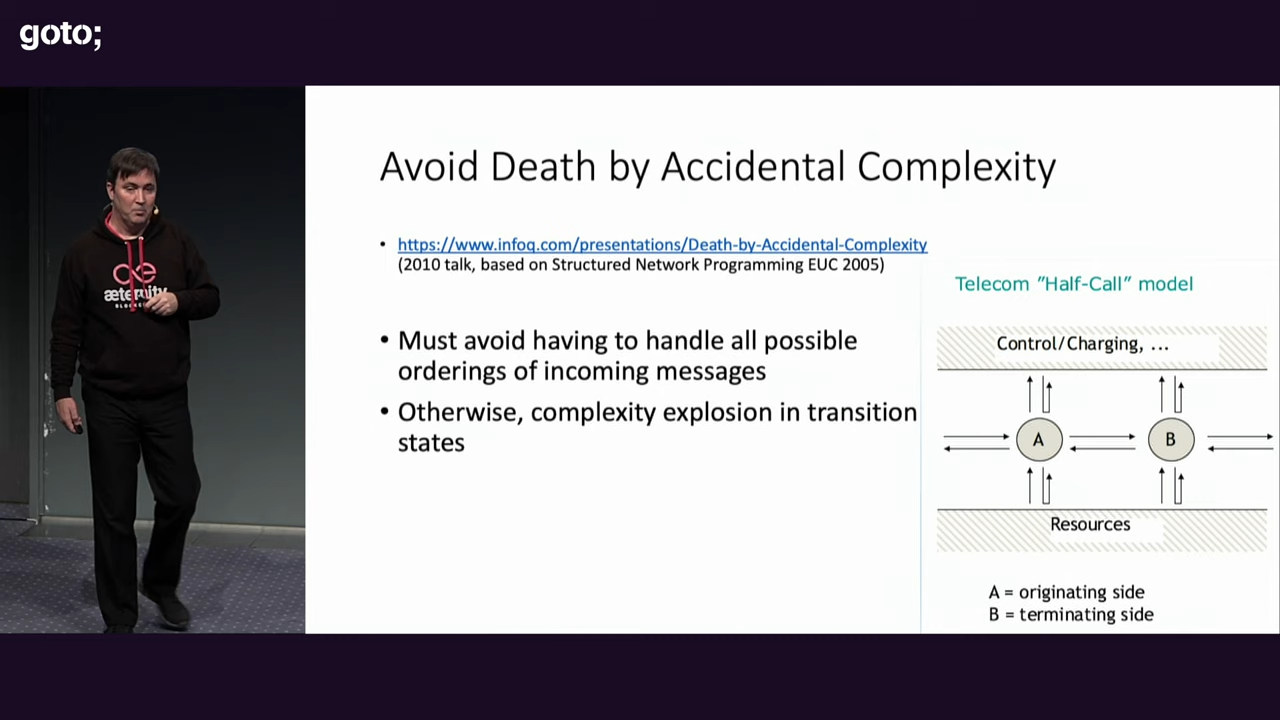 goto;
æternity
Avoid Death by Accidental Complexity
• https://www.infoq.com/presentations/Death-by-Accidental-Complexity
(2010 talk, based on Structured Network Programming EUC 2005)
• Must avoid having to handle all possible
orderings of incoming messages
• Otherwise, complexity explosion in transition
states
Telecom ”Half-Call” model
Control/Charging, ...
A
B
Resources
A = originating side
B = terminating side